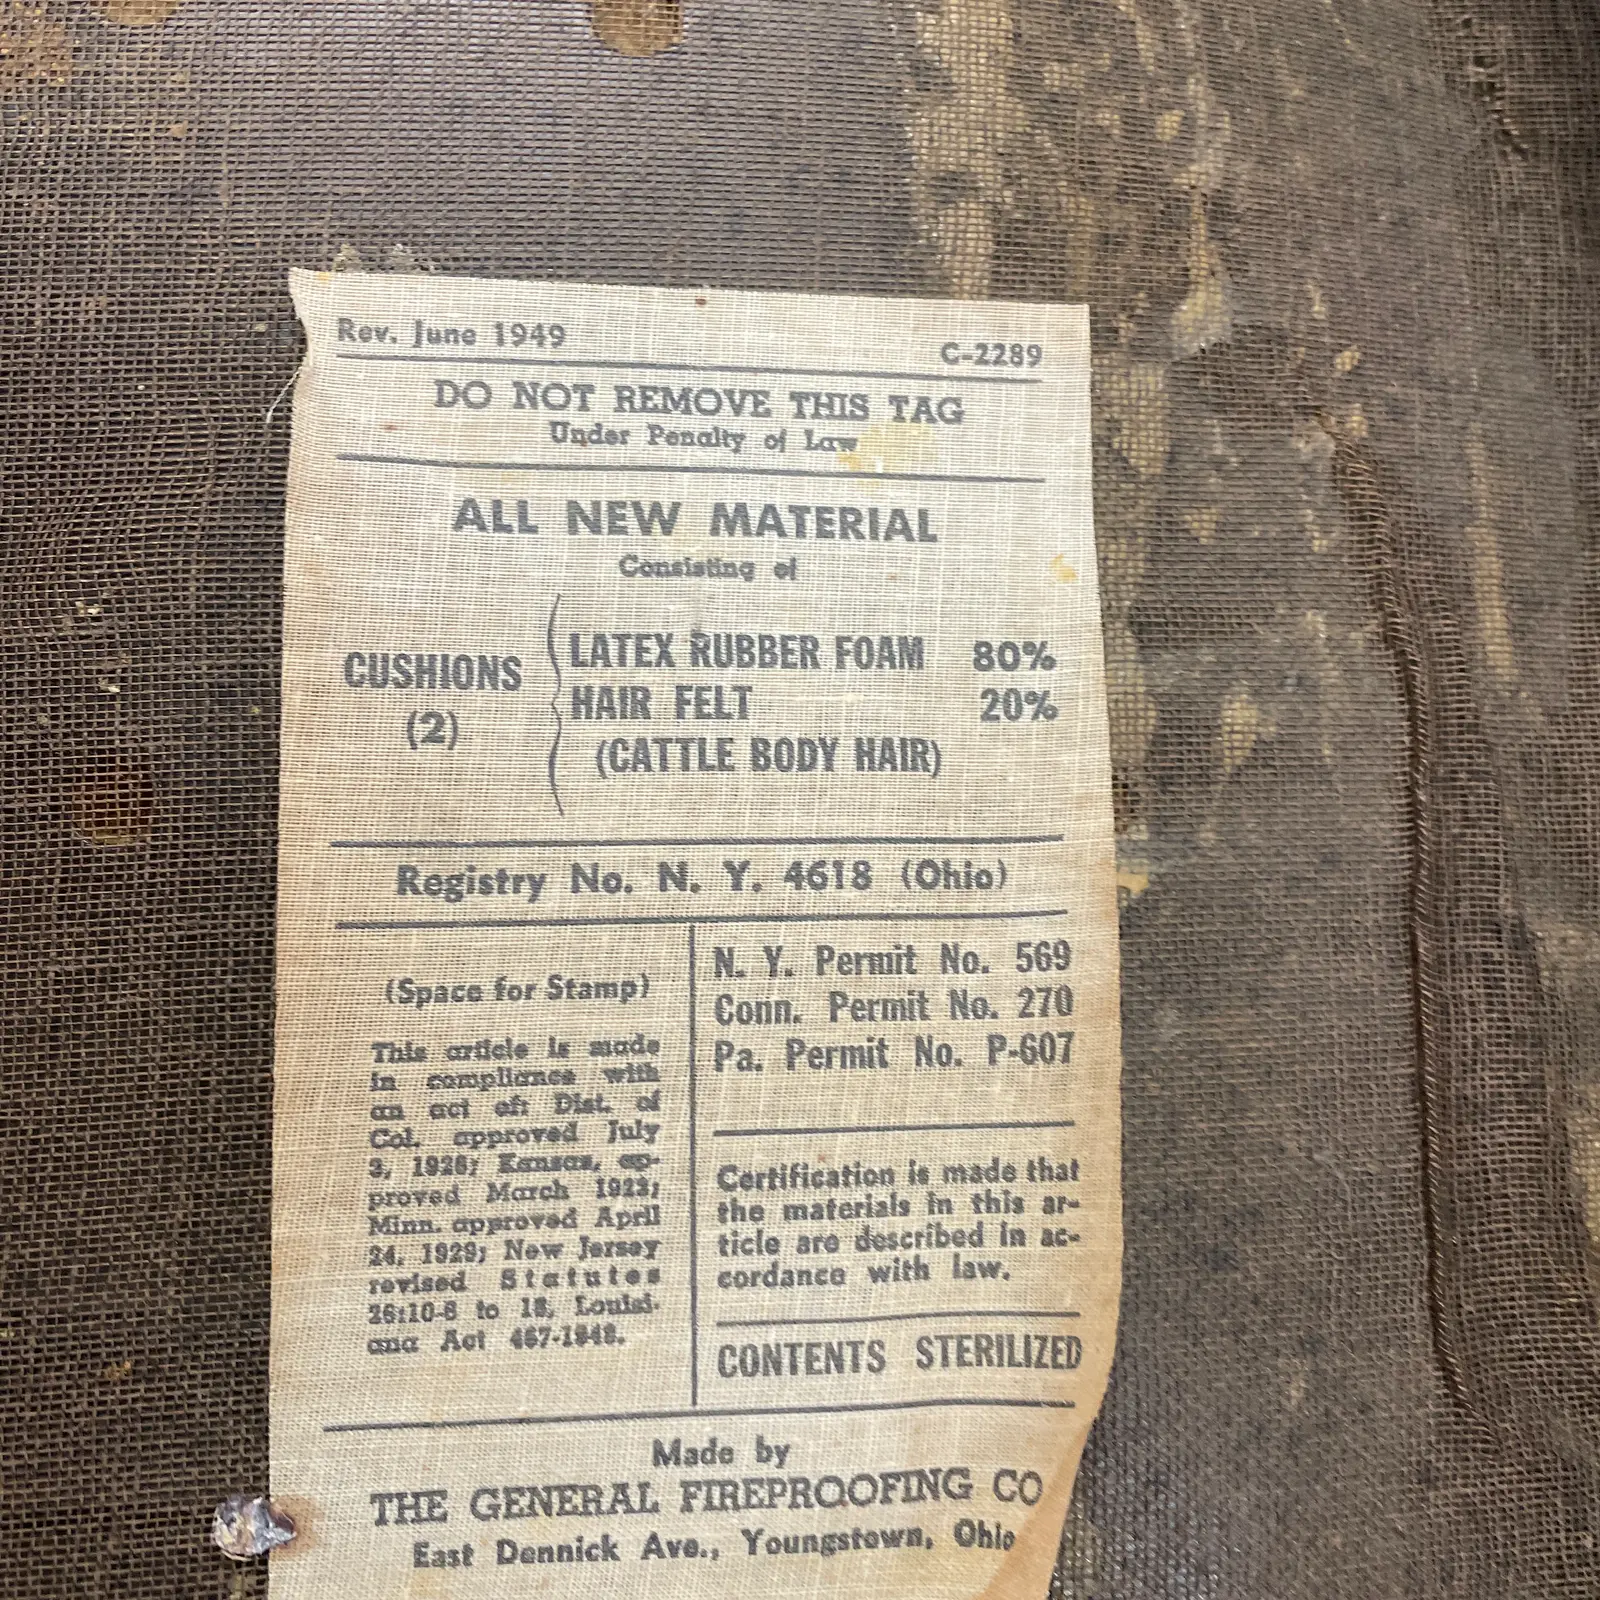 Rev. June 1949
C-2289
DO NOT REMOVE THIS TAG
Under Penalty of Law
ALL NEW MATERIAL
Consisting of
CUSHIONS
(2)
LATEX RUBBER FOAM 80%
HAIR FELT 20%
(CATTLE BODY HAIR)
Registry No. N. Y. 4618 (Ohio)
(Space for Stamp)
This article is made
in compliance with
an act of: Dist. of
Col. approved July
3, 1926; Kansas, ap-
proved March 1923;
Minn. approved April
24, 1929; New Jersey
revised Statutes
26:10-6 to 18, Louisi-
ana Act 467-1948.
N. Y. Permit No. 569
Conn. Permit No. 270
Pa. Permit No. P-607
Certification is made that
the materials in this ar-
ticle are described in ac-
cordance with law.
CONTENTS STERILIZED
Made by
THE GENERAL FIREPROOFING CO
East Dennick Ave., Youngstown, Ohio